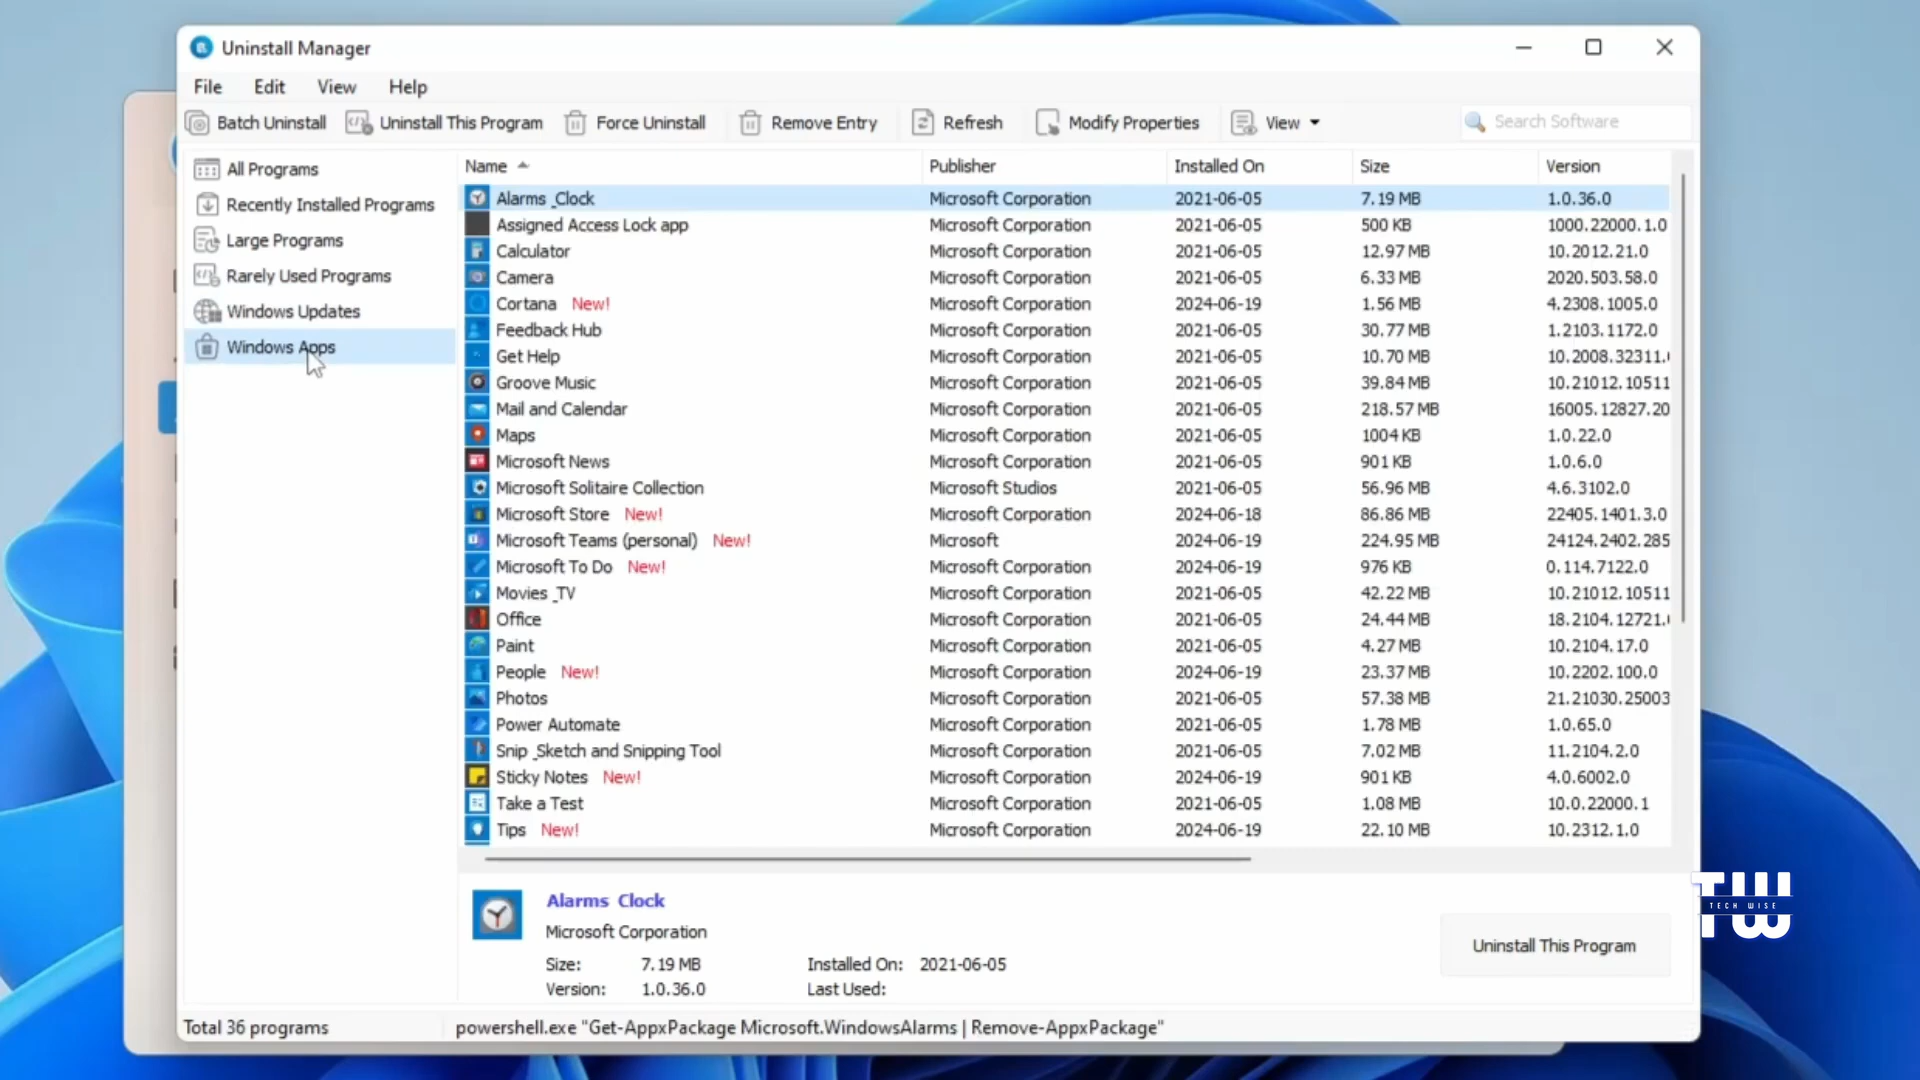 Uninstall Manager
File Edit View Help
Batch Uninstall Uninstall This Program Force Uninstall Remove Entry Refresh Modify Properties View Search Software
All Programs
Recently Installed Programs
Large Programs
Rarely Used Programs
Windows Updates
Windows Apps
Name Publisher Installed On Size Version
Alarms _Clock Microsoft Corporation 2021-06-05 7.19 MB 1.0.36.0
Assigned Access Lock app Microsoft Corporation 2021-06-05 500 KB 1000.22000.1.0
Calculator Microsoft Corporation 2021-06-05 12.97 MB 10.2012.21.0
Camera Microsoft Corporation 2021-06-05 6.33 MB 2020.503.58.0
Cortana New! Microsoft Corporation 2024-06-19 1.56 MB 4.2308.1005.0
Feedback Hub Microsoft Corporation 2021-06-05 30.77 MB 1.2103.1172.0
Get Help Microsoft Corporation 2021-06-05 10.70 MB 10.2008.32311.
Groove Music Microsoft Corporation 2021-06-05 39.84 MB 10.21012.10511
Mail and Calendar Microsoft Corporation 2021-06-05 218.57 MB 16005.12827.20
Maps Microsoft Corporation 2021-06-05 1004 KB 1.0.22.0
Microsoft News Microsoft Corporation 2021-06-05 901 KB 1.0.6.0
Microsoft Solitaire Collection Microsoft Studios 2021-06-05 56.96 MB 4.6.3102.0
Microsoft Store New! Microsoft Corporation 2024-06-18 86.86 MB 22405.1401.3.0
Microsoft Teams (personal) New! Microsoft 2024-06-19 224.95 MB 24124.2402.285
Microsoft To Do New! Microsoft Corporation 2024-06-19 976 KB 0.114.7122.0
Movies _TV Microsoft Corporation 2021-06-05 42.22 MB 10.21012.10511
Office Microsoft Corporation 2021-06-05 24.44 MB 18.2104.12721.
Paint Microsoft Corporation 2021-06-05 4.27 MB 10.2104.17.0
People New! Microsoft Corporation 2024-06-19 23.37 MB 10.2202.100.0
Photos Microsoft Corporation 2021-06-05 57.38 MB 21.21030.25003
Power Automate Microsoft Corporation 2021-06-05 1.78 MB 1.0.65.0
Snip _Sketch and Snipping Tool Microsoft Corporation 2021-06-05 7.02 MB 11.2104.2.0
Sticky Notes New! Microsoft Corporation 2024-06-19 901 KB 4.0.6002.0
Take a Test Microsoft Corporation 2021-06-05 1.08 MB 10.0.22000.1
Tips New! Microsoft Corporation 2024-06-19 22.10 MB 10.2312.1.0
Alarms Clock
Microsoft Corporation
Size: 7.19 MB Installed On: 2021-06-05
Version: 1.0.36.0 Last Used:
Uninstall This Program
TW
TECH WISE
Total 36 programs powershell.exe "Get-AppxPackage Microsoft.WindowsAlarms | Remove-AppxPackage"